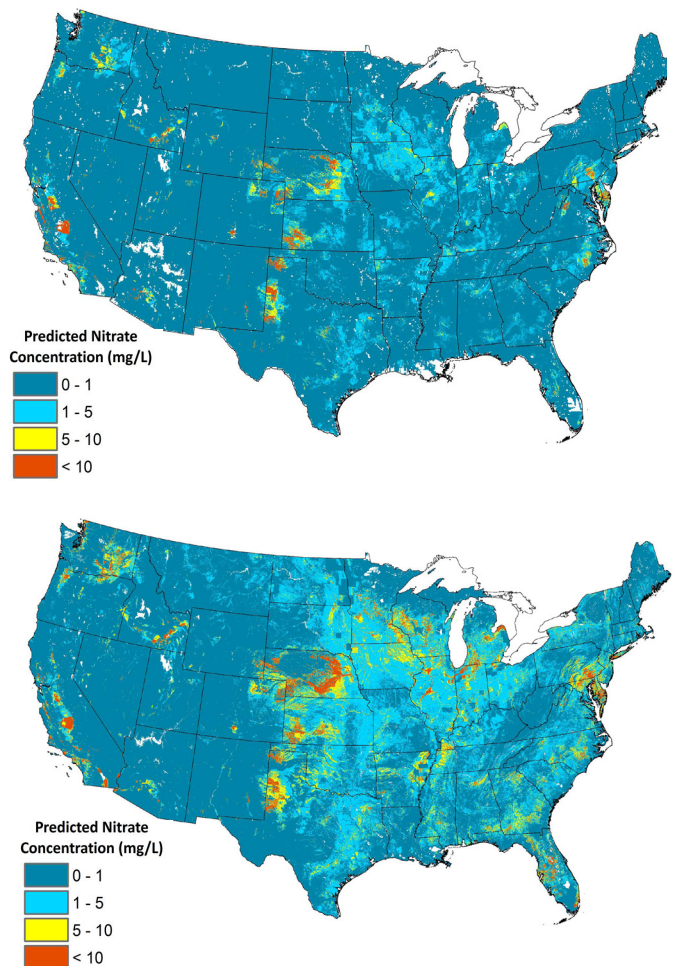 Predicted Nitrate
Concentration (mg/L)
0 - 1
1 - 5
5 - 10
< 10
Predicted Nitrate
Concentration (mg/L)
0 - 1
1 - 5
5 - 10
< 10